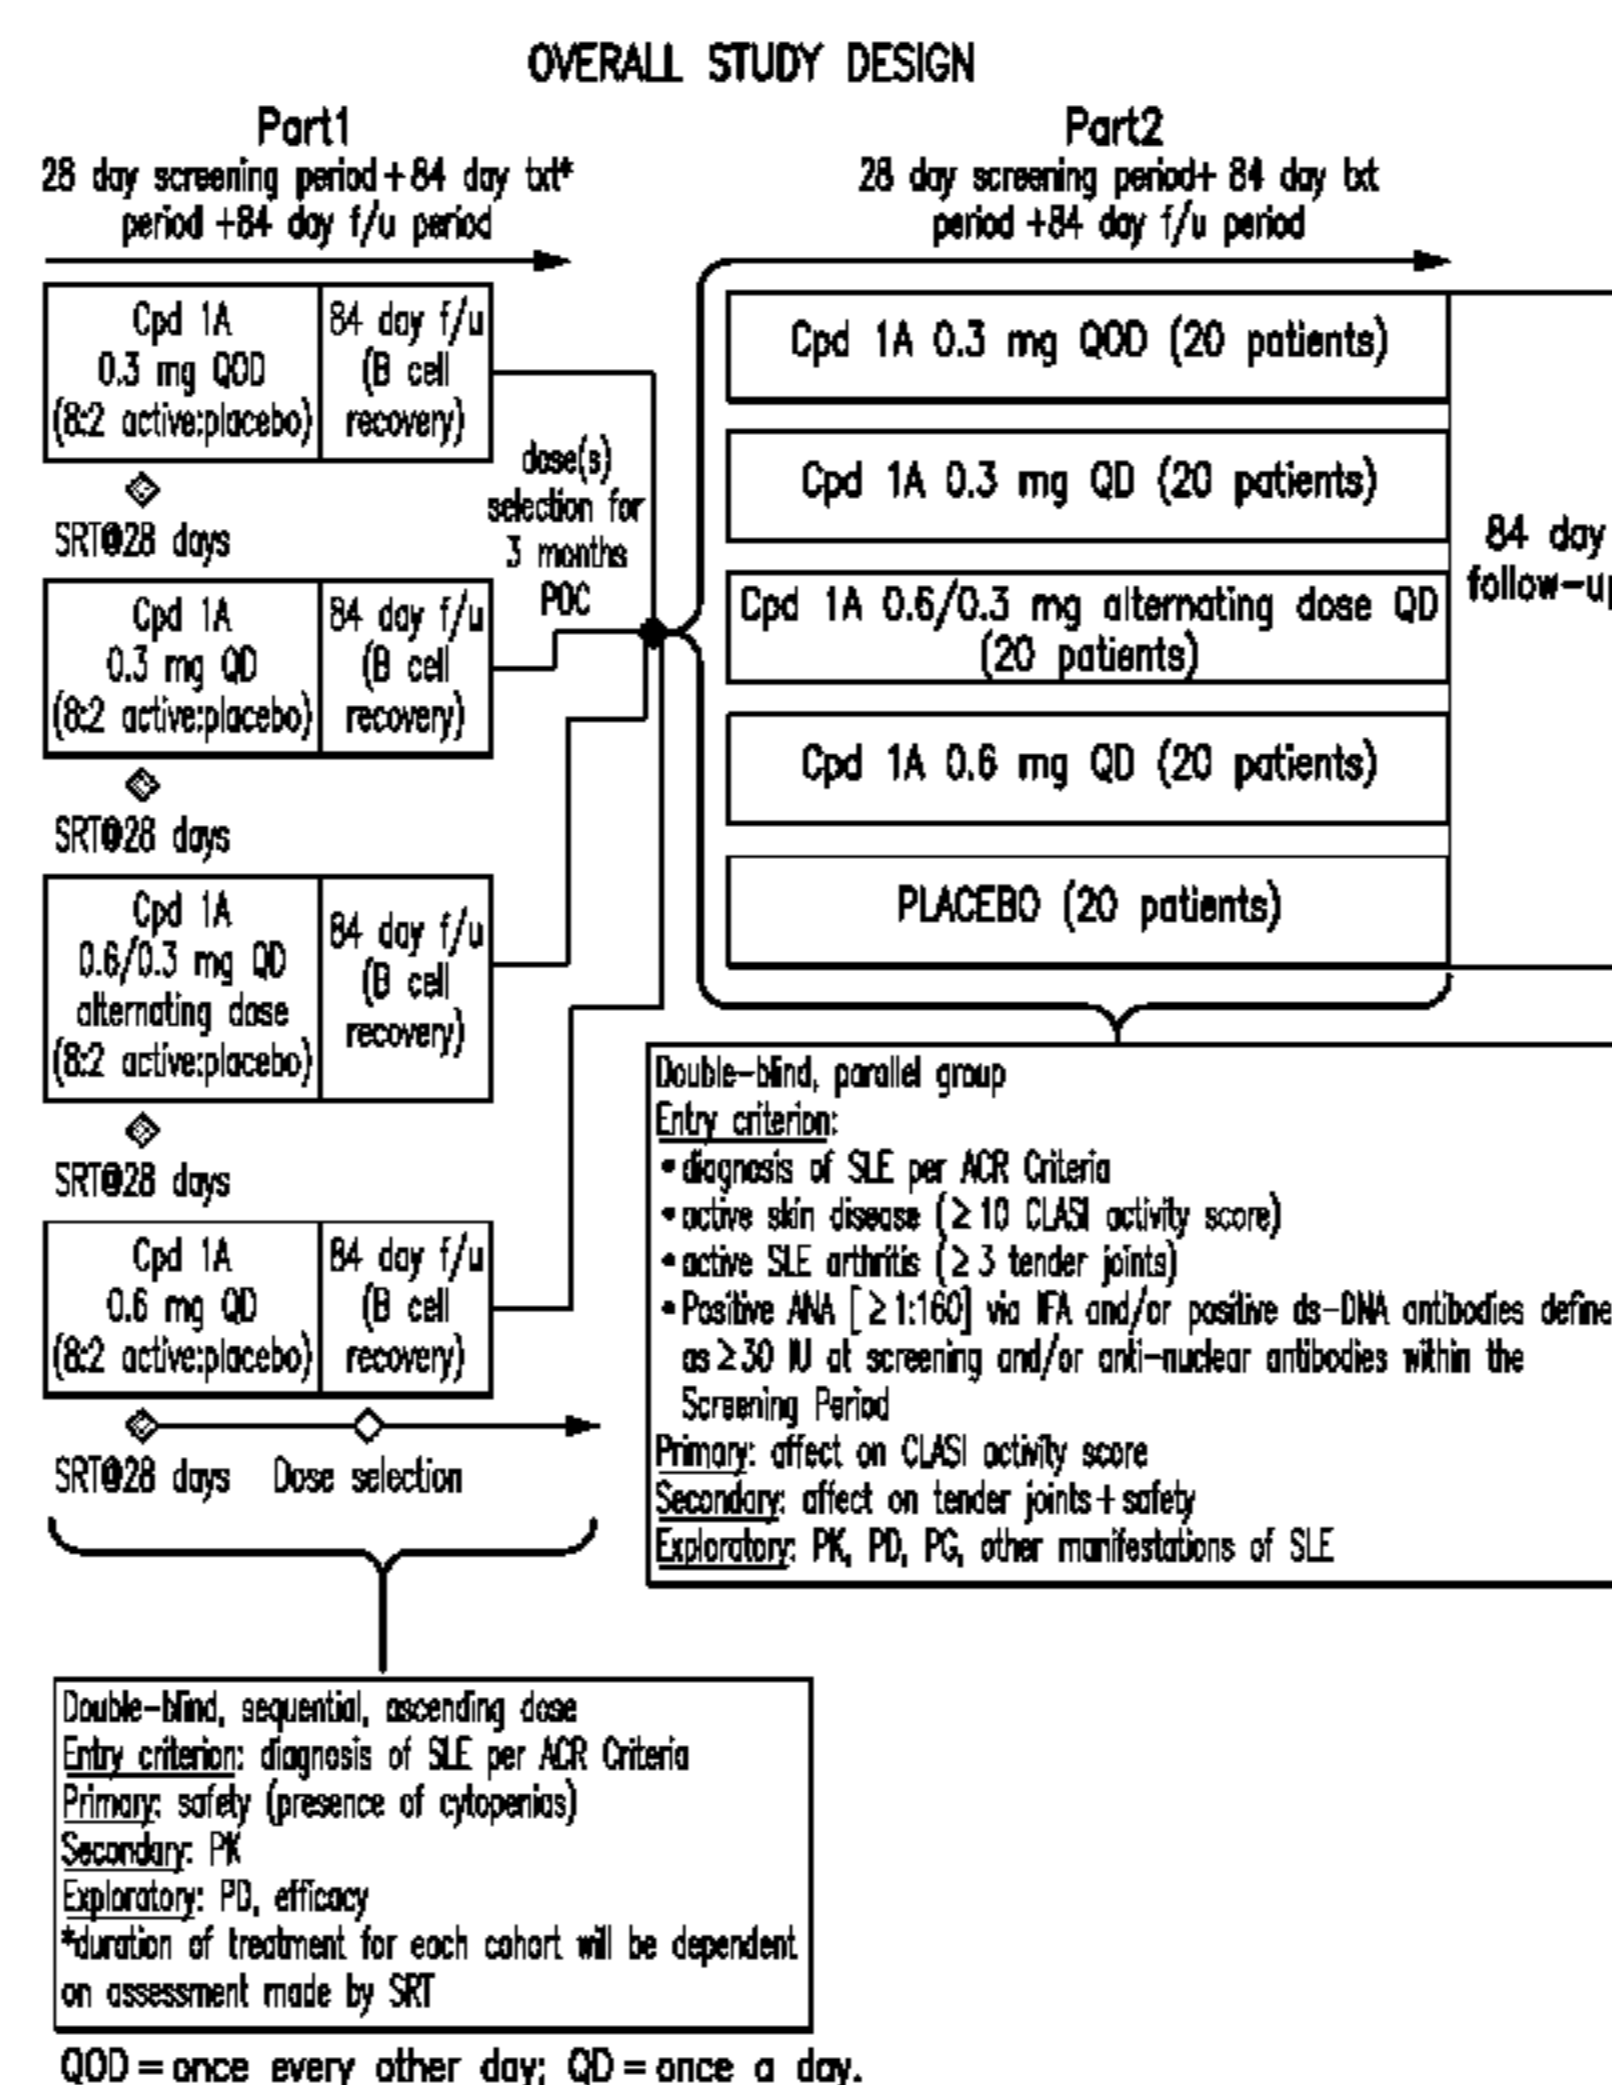 OVERALL STUDY DESIGN
Part1
28 day screening period+84 day txt*
period +84 day f/u period
Cpd 1A
0.3 mg QOD
(8:2 active:placebo)
84 day f/u
(B cell
recovery)
SRT@28 days
Cpd 1A
0.3 mg QD
(8:2 active:placebo)
84 day f/u
(B cell
recovery)
SRT@28 days
Cpd 1A
0.6/0.3 mg QD
alternating dose
(8:2 active:placebo)
84 day f/u
(B cell
recovery)
SRT@28 days
Cpd 1A
0.6 mg QD
(8:2 active:placebo)
84 day f/u
(B cell
recovery)
SRT@28 days
Dose selection
dose(s)
selection for
3 months
POC
Part2
28 day screening period+ 84 day txt
period +84 day f/u period
Cpd 1A 0.3 mg QOD (20 patients)
Cpd 1A 0.3 mg QD (20 patients)
Cpd 1A 0.6/0.3 mg alternating dose QD
(20 patients)
Cpd 1A 0.6 mg QD (20 patients)
PLACEBO (20 patients)
84 day
follow-up
Double-blind, parallel group
Entry criterion:
•diagnosis of SLE per ACR Criteria
•active skin disease (≥10 CLASI activity score)
•active SLE arthritis (≥3 tender joints)
•Positive ANA [≥1:160] via IFA and/or positive ds-DNA antibodies define
as≥30 IU at screening and/or anti-nuclear antibodies within the
Screening Period
Primary: affect on CLASI activity score
Secondary: affect on tender joints+safety
Exploratory: PK, PD, PG, other manifestations of SLE
Double-blind, sequential, ascending dose
Entry criterion: diagnosis of SLE per ACR Criteria
Primary: safety (presence of cytopenias)
Secondary: PK
Exploratory: PD, efficacy
*duration of treatment for each cohort will be dependent
on assessment made by SRT
QOD=once every other day; QD=once a day.